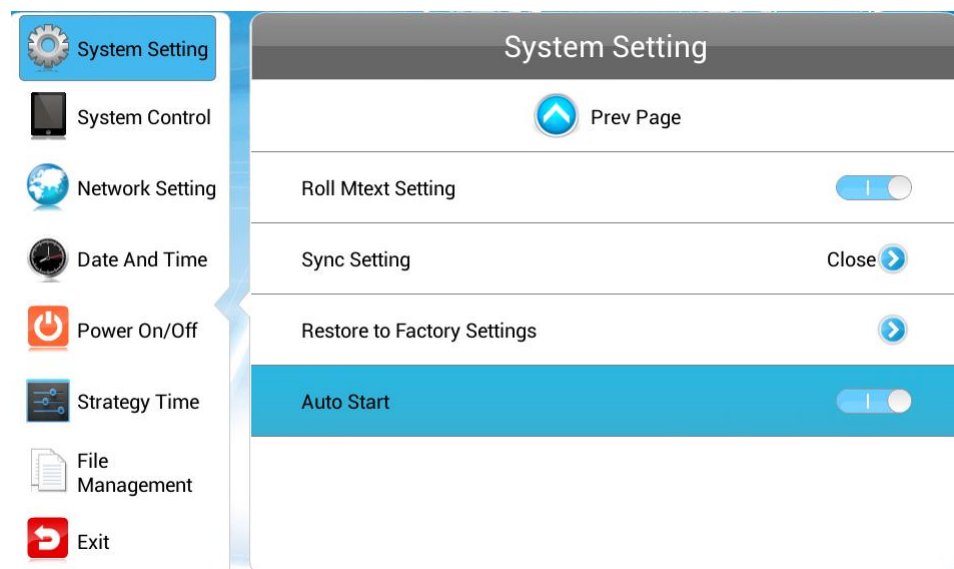 System Setting
System Control
Network Setting
Date And Time
Power On/Off
Strategy Time
File
Management
Exit
System Setting
Prev Page
Roll Mtext Setting
Sync Setting Close
Restore to Factory Settings
Auto Start